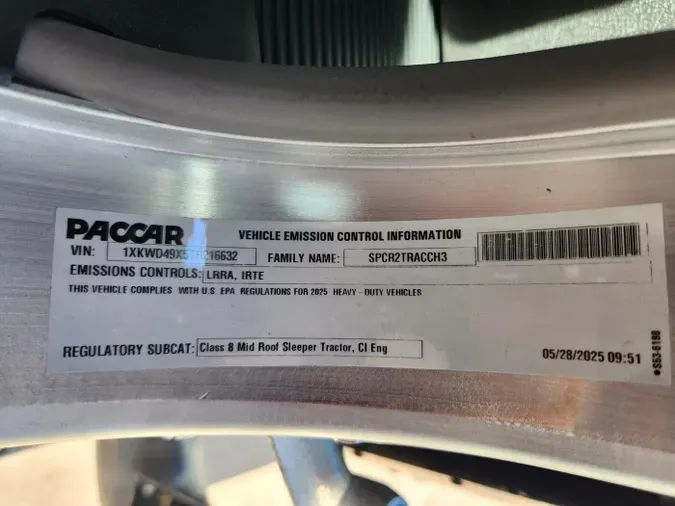 PACCAR
VEHICLE EMISSION CONTROL INFORMATION
VIN:
FAMILY NAME: SPCR2TRACCH3
EMISSIONS CONTROLS: LRRA, IRTE
THIS VEHICLE COMPLIES WITH U.S. EPA REGULATIONS FOR 2025 HEAVY - DUTY VEHICLES
REGULATORY SUBCAT: Class 8 Mid Roof Sleeper Tractor, CI Eng
05/28/2025 09:51